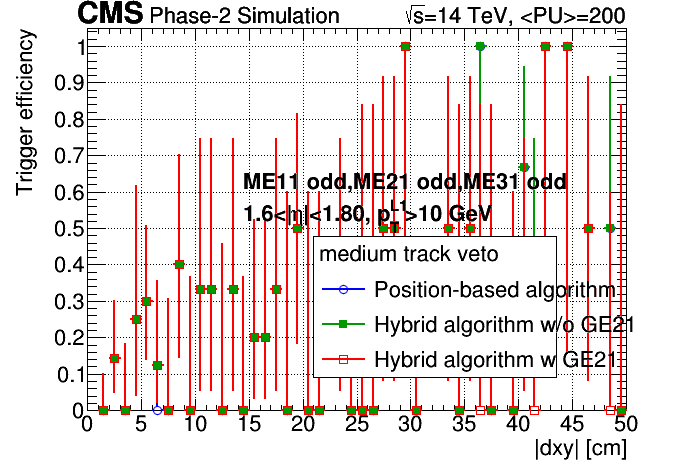 CMS Phase-2 Simulation √s=14 TeV, <PU>=200
Trigger efficiency
1
0.9
0.8
0.7
0.6
0.5
0.4
0.3
0.2
0.1
0
ME11 odd,ME21 odd,ME31 odd
1.6<|η|<1.80, p_T^L1>10 GeV
medium track veto
Position-based algorithm
Hybrid algorithm w/o GE21
Hybrid algorithm w GE21
0 5 10 15 20 25 30 35 40 45 50
|dxy| [cm]